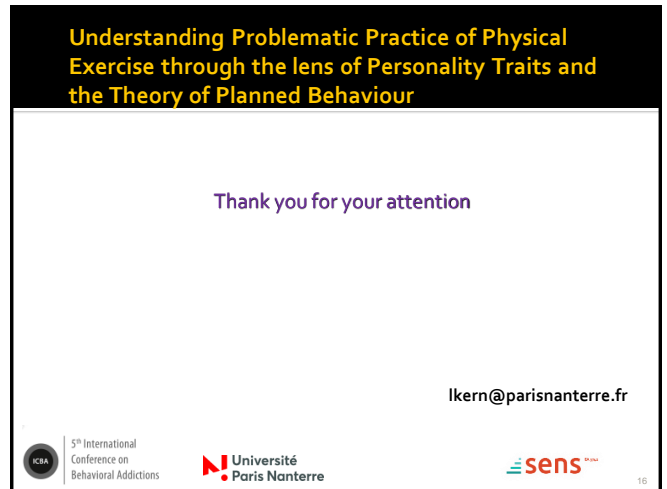 Understanding Problematic Practice of Physical
Exercise through the lens of Personality Traits and
the Theory of Planned Behaviour
Thank you for your attention
lkern@parisnanterre.fr
ICBA
5th International
Conference on
Behavioral Addictions
Université
Paris Nanterre
sens
16